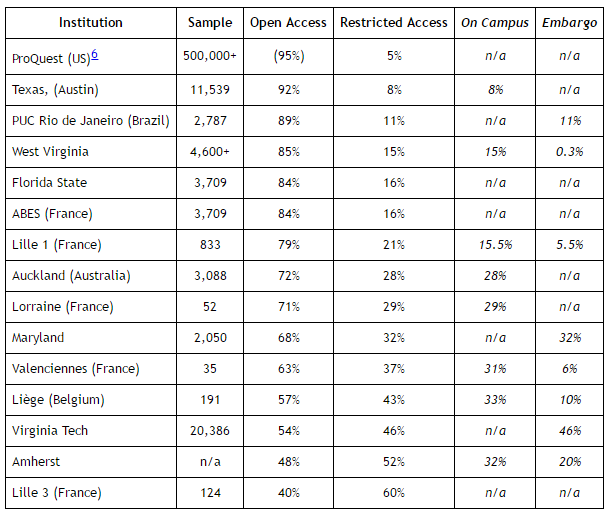 Institution Sample Open Access Restricted Access On Campus Embargo
ProQuest (US)6 500,000+ (95%) 5% n/a n/a
Texas, (Austin) 11,539 92% 8% 8% n/a
PUC Rio de Janeiro (Brazil) 2,787 89% 11% n/a 11%
West Virginia 4,600+ 85% 15% 15% 0.3%
Florida State 3,709 84% 16% n/a n/a
ABES (France) 3,709 84% 16% n/a n/a
Lille 1 (France) 833 79% 21% 15.5% 5.5%
Auckland (Australia) 3,088 72% 28% 28% n/a
Lorraine (France) 52 71% 29% 29% n/a
Maryland 2,050 68% 32% n/a 32%
Valenciennes (France) 35 63% 37% 31% 6%
Liège (Belgium) 191 57% 43% 33% 10%
Virginia Tech 20,386 54% 46% n/a 46%
Amherst n/a 48% 52% 32% 20%
Lille 3 (France) 124 40% 60% n/a n/a